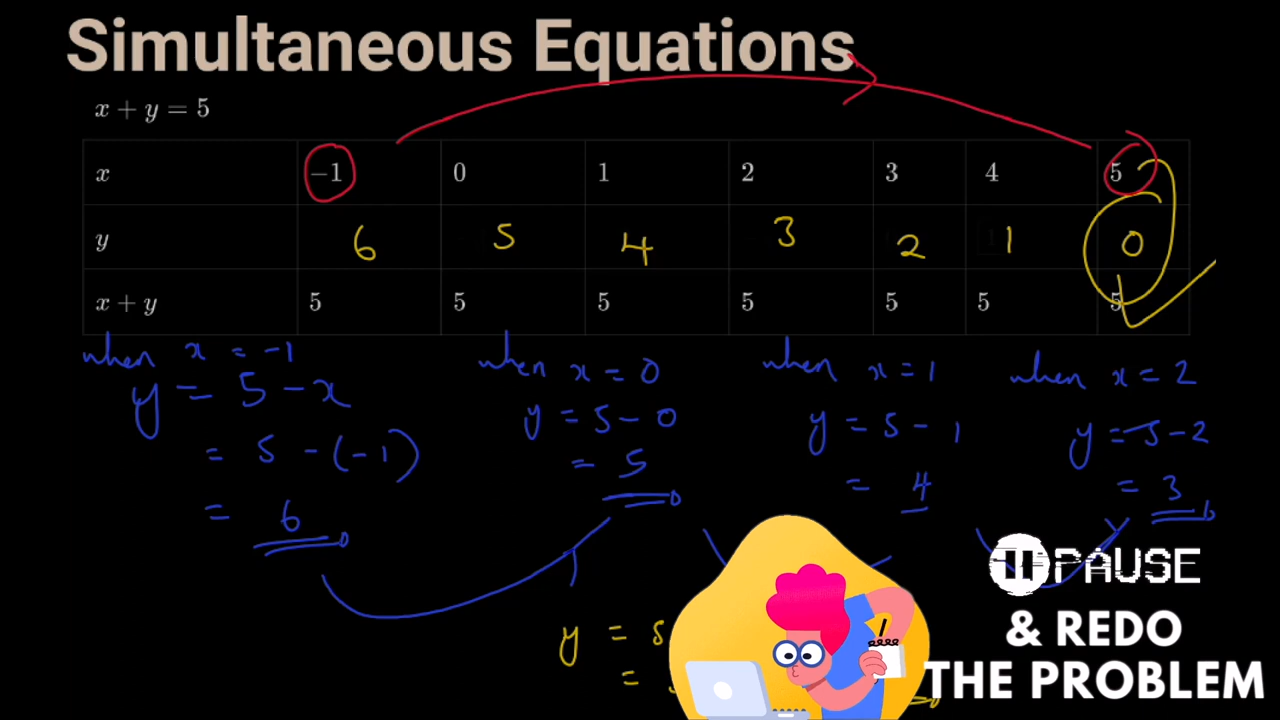 Simultaneous Equations
x + y = 5
x −1 0 1 2 3 4 5
y 6 5 4 3 2 1 0
x + y 5 5 5 5 5 5 5
when x = -1
y = 5 - x
= 5 - (-1)
= 6
when x = 0
y = 5 - 0
= 5
when x = 1
y = 5 - 1
= 4
when x = 2
y = 5 - 2
= 3
y = 5
=
PAUSE
& REDO
THE PROBLEM